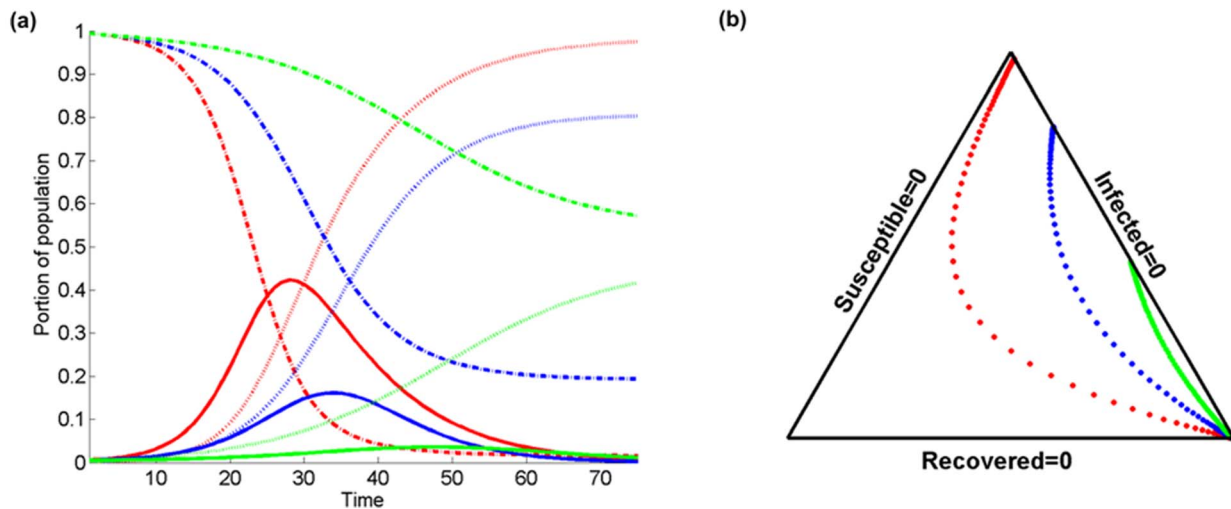 (a)
1
0.9
0.8
0.7
0.6
0.5
0.4
0.3
0.2
0.1
0
Portion of population
10 20 30 40 50 60 70
Time
(b)
Susceptible=0
Infected=0
Recovered=0